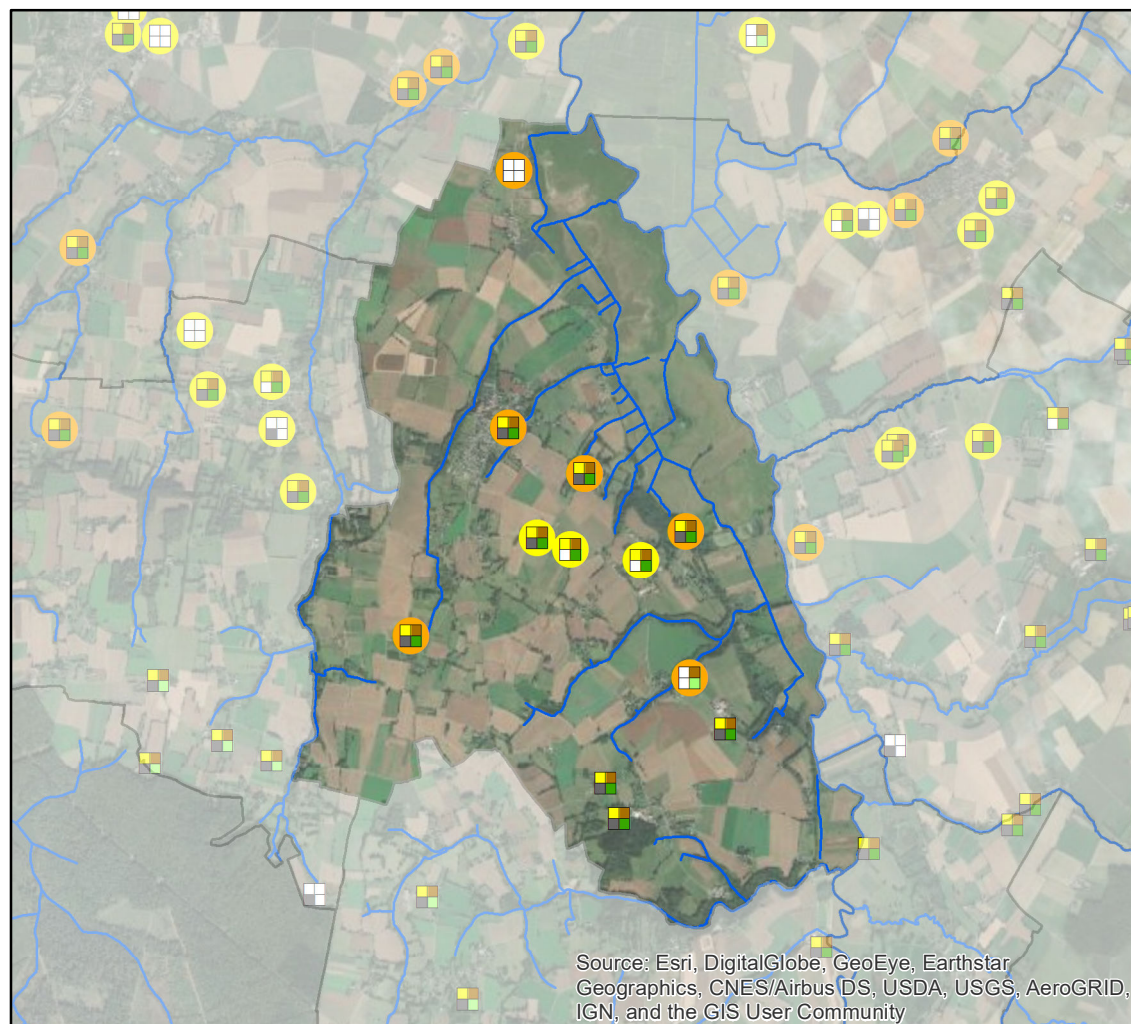 Source: Esri, DigitalGlobe, GeoEye, Earthstar
Geographics, CNES/Airbus DS, USDA, USGS, AeroGRID,
IGN, and the GIS User Community